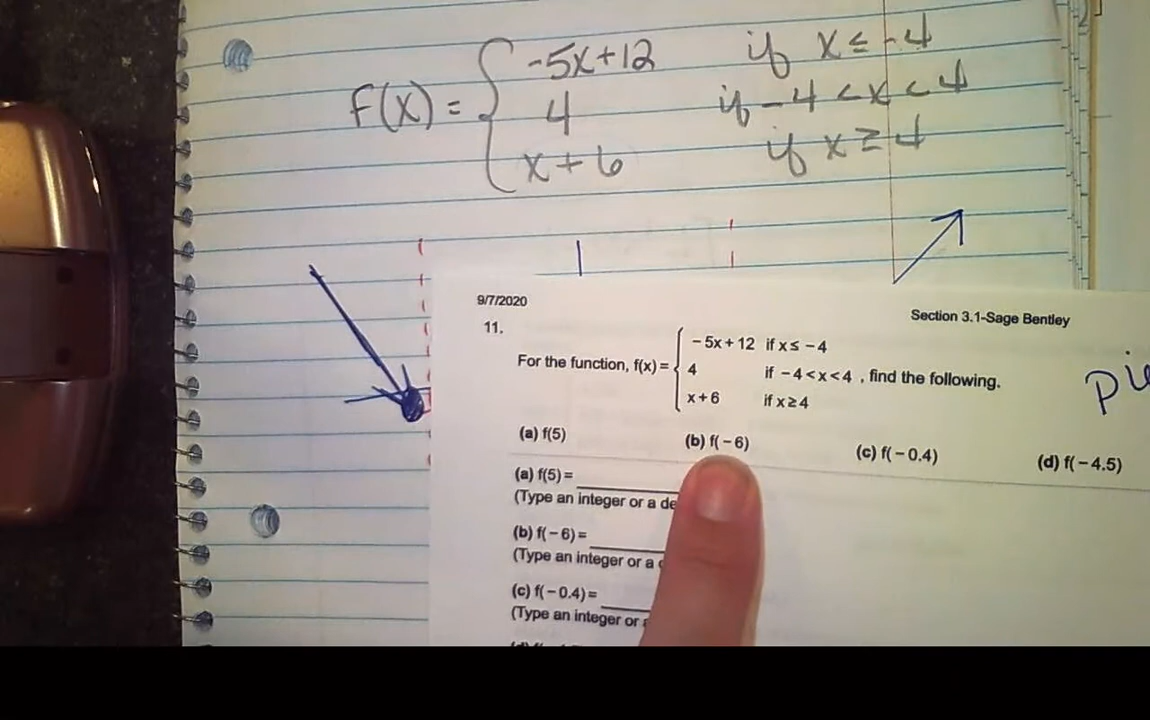 -5x+12 if x ≤ -4
F(x) = 4 if -4 < x < 4
x+6 if x ≥ 4
9/7/2020
Section 3.1-Sage Bentley
11.
- 5x + 12 if x ≤ - 4
For the function, f(x) = 4 if - 4 < x < 4 , find the following.
x + 6 if x ≥ 4
(a) f(5) (b) f( - 6) (c) f( - 0.4) (d) f( - 4.5)
(a) f(5) =
(Type an integer or a
(b) f( - 6) =
(Type an integer or a
(c) f( - 0.4) =
(Type an integer or